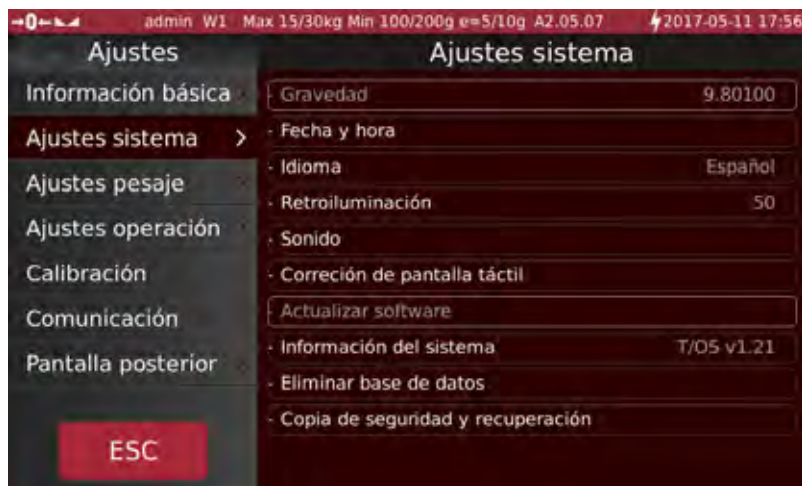 →0← admin W1 Max 15/30kg Min 100/200g e=5/10g A2.05.07 2017-05-11 17:56
Ajustes
Información básica
Ajustes sistema >
Ajustes pesaje
Ajustes operación
Calibración
Comunicación
Pantalla posterior
ESC
Ajustes sistema
- Gravedad 9.80100
- Fecha y hora
- Idioma Español
- Retroiluminación 50
- Sonido
- Correción de pantalla táctil
- Actualizar software
- Información del sistema T/OS v1.21
- Eliminar base de datos
- Copia de seguridad y recuperación